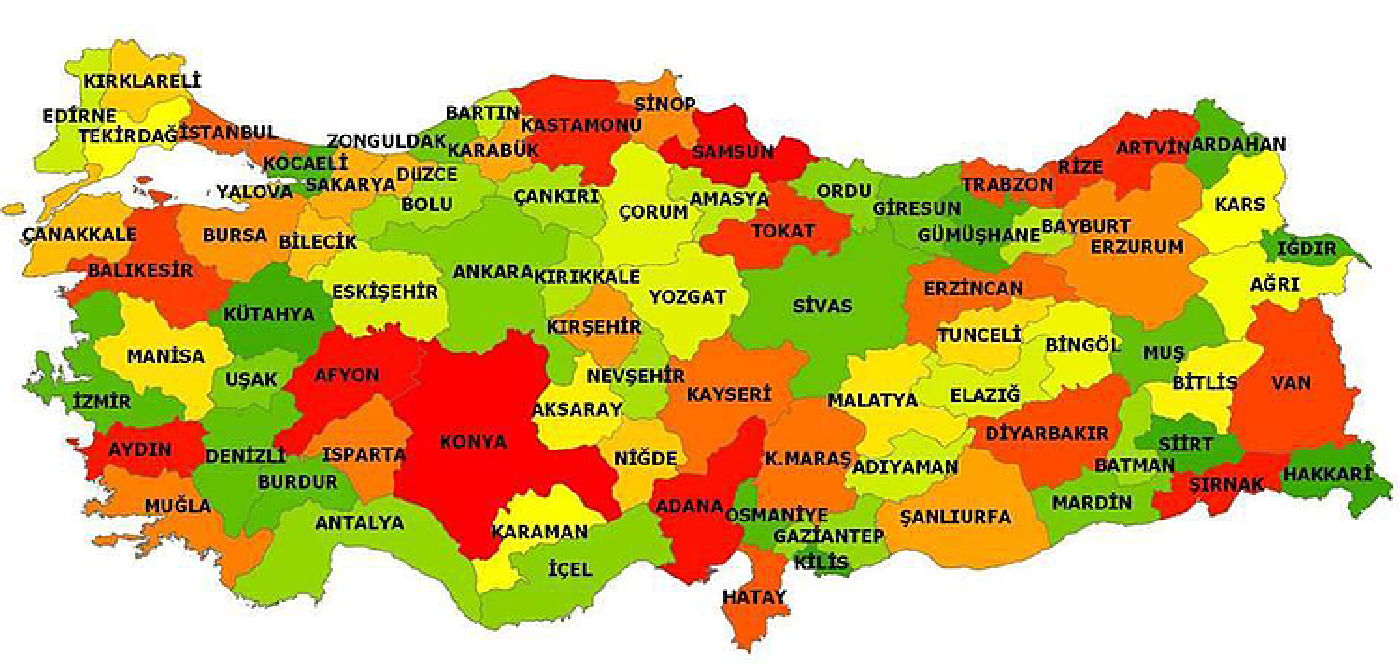 KIRKLARELİ
EDİRNE
TEKİRDAĞ
İSTANBUL
KOCAELİ
YALOVA
SAKARYA
DÜZCE
ZONGULDAK
BARTIN
KARABÜK
KASTAMONU
SİNOP
SAMSUN
BOLU
ÇANKIRI
ÇORUM
AMASYA
TOKAT
ORDU
GİRESUN
GÜMÜŞHANE
TRABZON
RİZE
ARTVİN
ARDAHAN
BAYBURT
ERZURUM
KARS
IĞDIR
AĞRI
ÇANAKKALE
BALIKESİR
BURSA
BİLECİK
KÜTAHYA
ESKİŞEHİR
ANKARA
KIRIKKALE
KIRŞEHİR
YOZGAT
SİVAS
ERZİNCAN
TUNCELİ
BİNGÖL
MUŞ
BİTLİS
VAN
MANİSA
İZMİR
UŞAK
AFYON
KONYA
AKSARAY
NEVŞEHİR
KAYSERİ
MALATYA
ELAZIĞ
DİYARBAKIR
BATMAN
SİİRT
ŞIRNAK
HAKKARİ
AYDIN
DENİZLİ
ISPARTA
BURDUR
MUĞLA
ANTALYA
KARAMAN
İÇEL
NİĞDE
ADANA
K.MARAŞ
ADIYAMAN
OSMANİYE
GAZİANTEP
KİLİS
HATAY
ŞANLIURFA
MARDİN